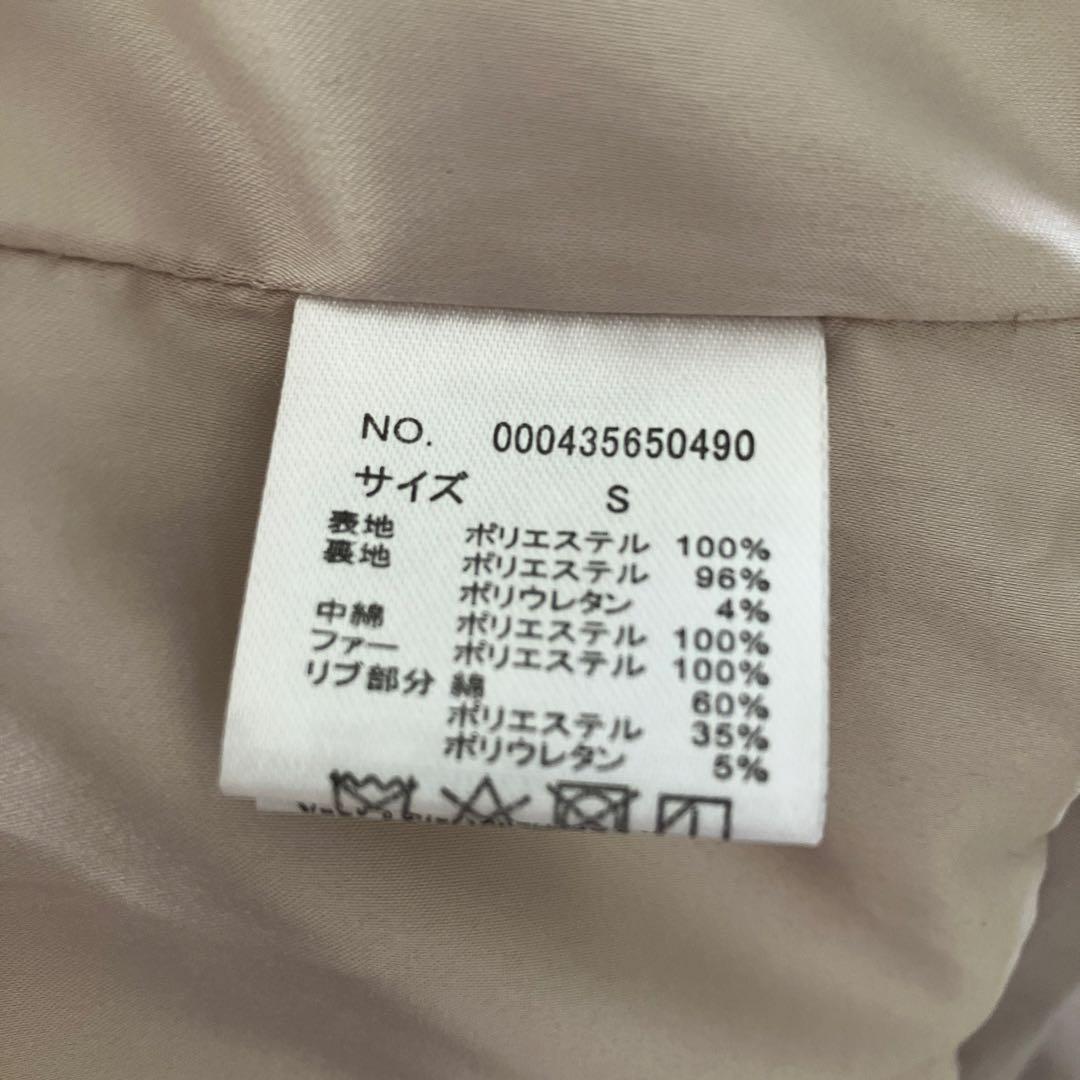 NO. 000435650490
サイズ S
表地 ポリエステル 100%
裏地 ポリエステル 96%
ポリウレタン 4%
中綿 ポリエステル 100%
ファー ポリエステル 100%
リブ部分 綿 60%
ポリエステル 35%
ポリウレタン 5%